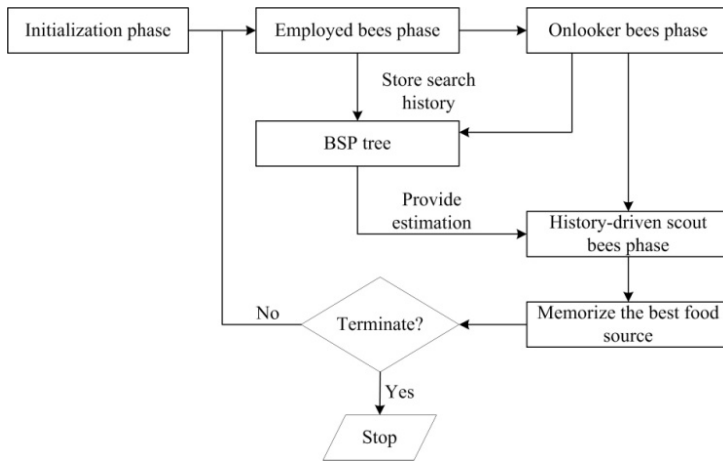 Initialization phase
Employed bees phase
Onlooker bees phase
Store search
history
BSP tree
Provide
estimation
History-driven scout
bees phase
No
Terminate?
Memorize the best food
source
Yes
Stop